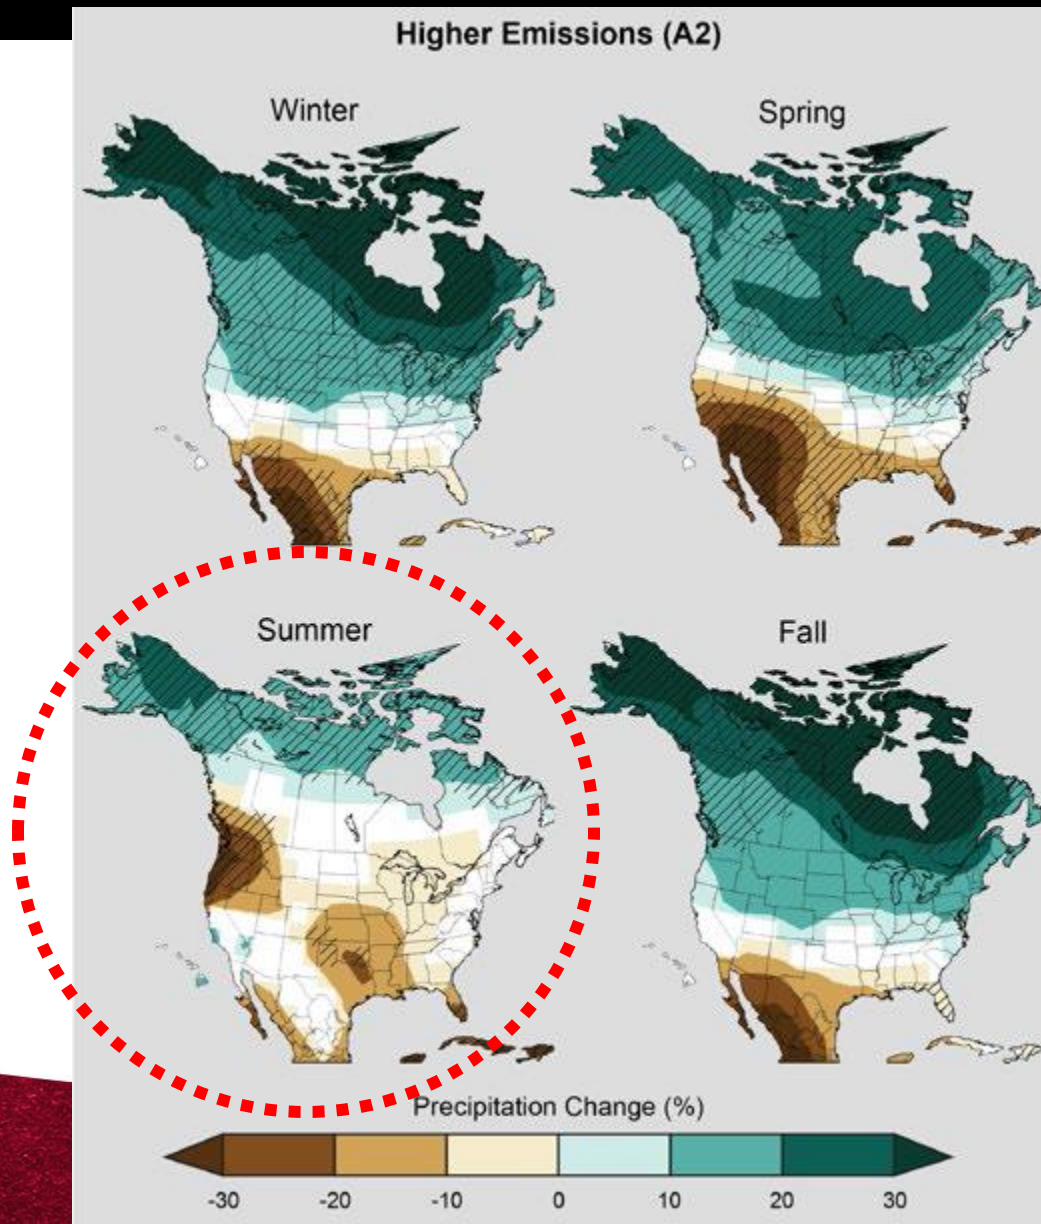 Higher Emissions (A2)
Winter
Spring
Summer
Fall
Precipitation Change (%)
-30 -20 -10 0 10 20 30